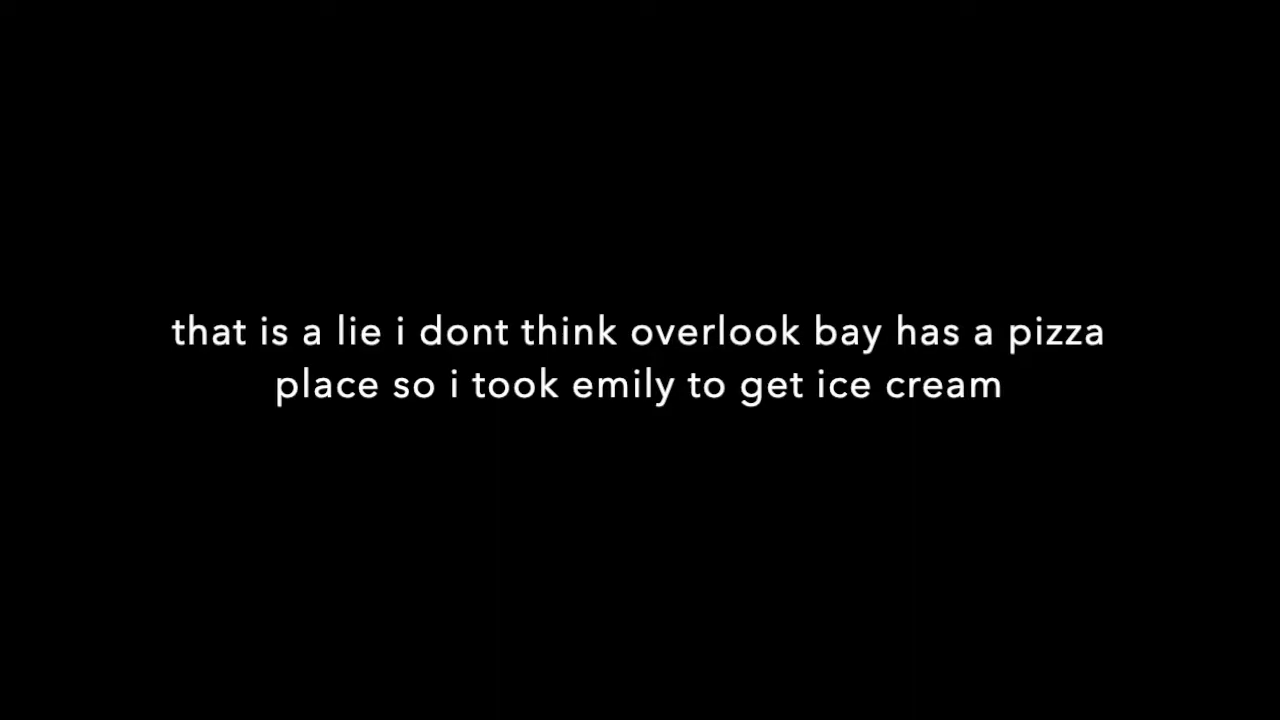 that is a lie i dont think overlook bay has a pizza
place so i took emily to get ice cream